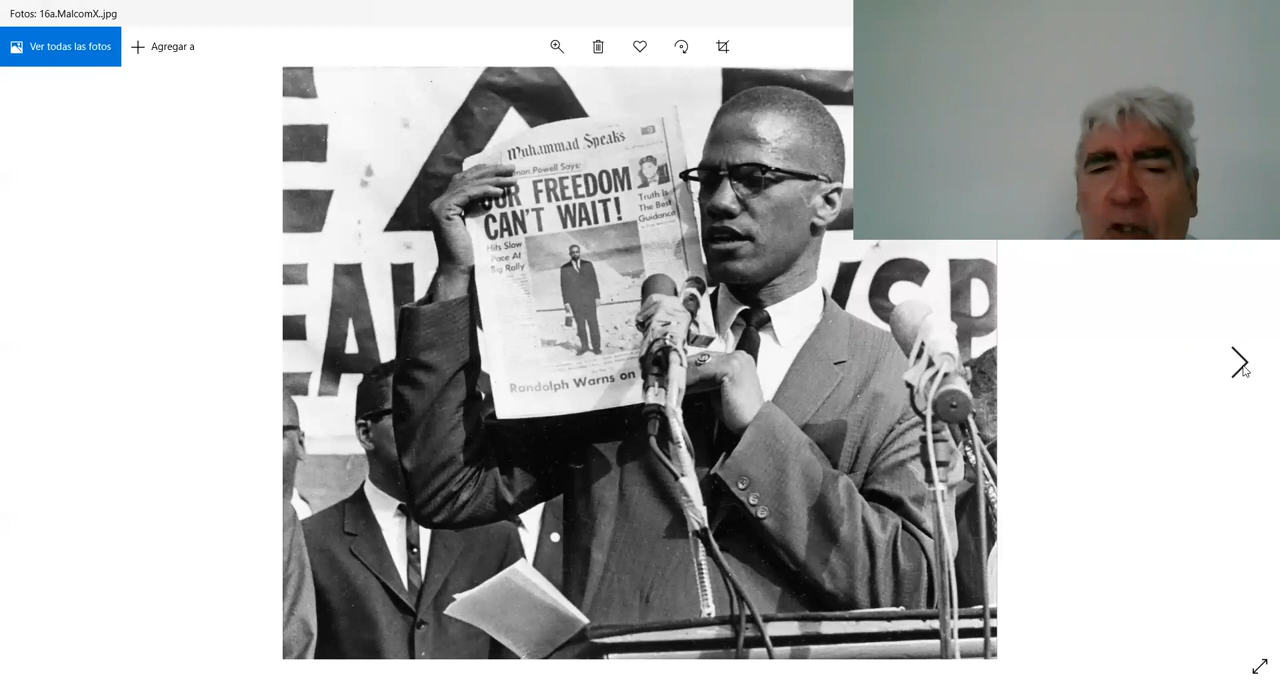 Fotos: 16a.MalcomX..jpg
Ver todas las fotos
Agregar a
Muhammad Speaks
Powell Says:
OUR FREEDOM
CAN'T WAIT!
Truth Is
The Best
Guidance
Hits Slow
Pace At
Big Rally
Randolph Warns on